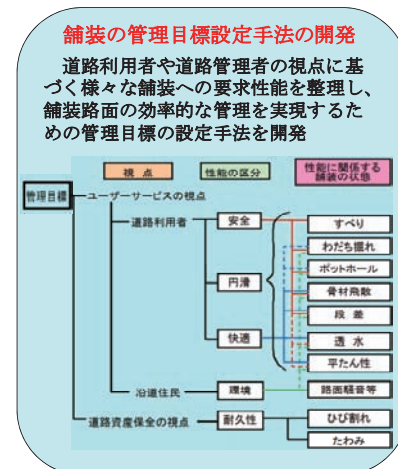 舗装の管理目標設定手法の開発
道路利用者や道路管理者の視点に基
づく様々な舗装への要求性能を整理し、
舗装路面の効率的な管理を実現するた
めの管理目標の設定手法を開発
視点
性能の区分
性能に関係する
舗装の状態
管理目標
ユーザーサービスの視点
道路利用者
安全
すべり
わだち掘れ
ポットホール
円滑
骨材飛散
段差
快適
透水
平たん性
沿道住民
環境
路面騒音等
道路資産保全の視点
耐久性
ひび割れ
たわみ